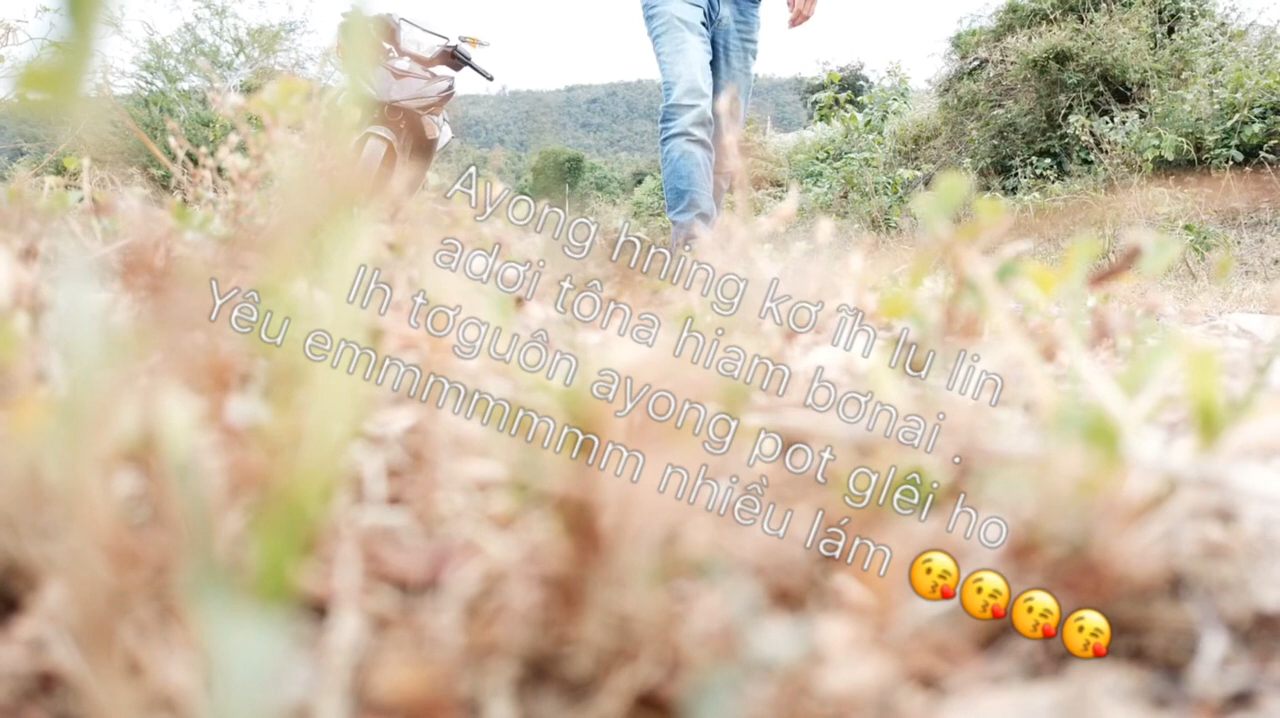 Ayong hning kơ ĩh lu lin
adơi tôna hiam bơnai .
Ih tơguôn ayong pot glêi ho
Yêu emmmmmmm nhiều lám 😘😘😘😘